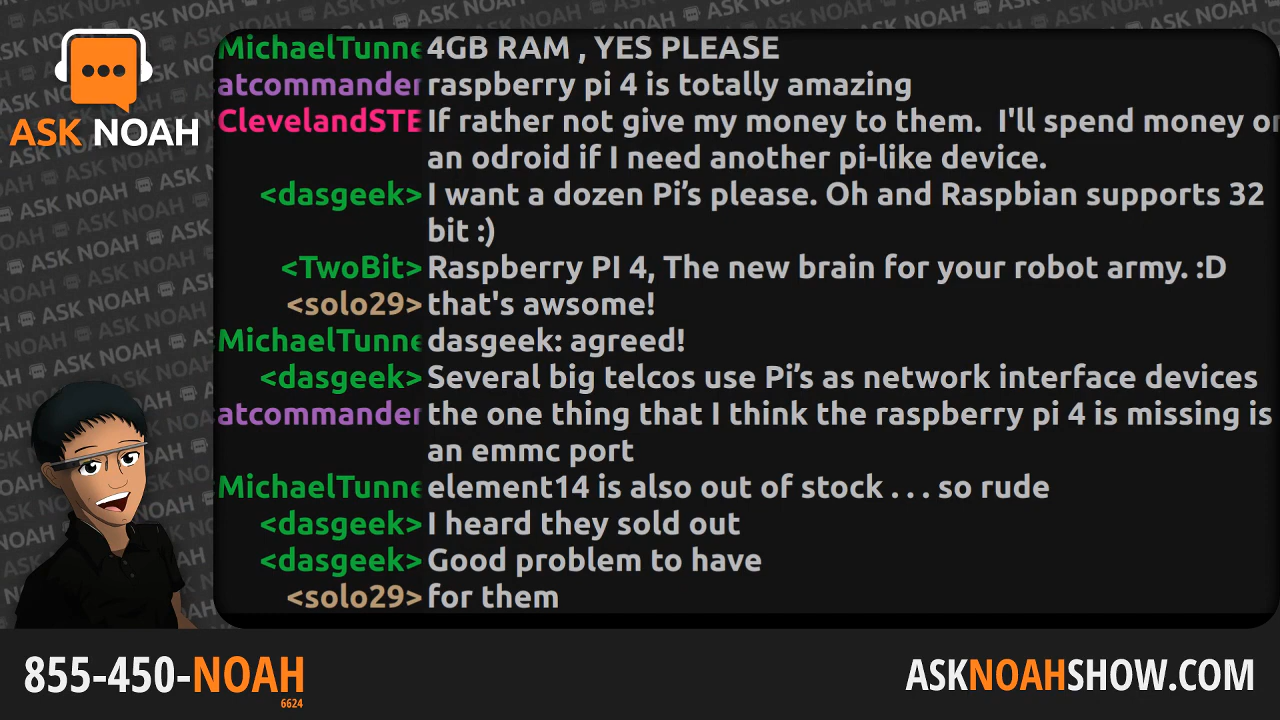 ASK NOAH
MichaelTunne 4GB RAM , YES PLEASE
atcommander raspberry pi 4 is totally amazing
ClevelandSTE If rather not give my money to them. I'll spend money on
an odroid if I need another pi-like device.
<dasgeek> I want a dozen Pi’s please. Oh and Raspbian supports 32
bit :)
<TwoBit> Raspberry PI 4, The new brain for your robot army. :D
<solo29> that's awsome!
MichaelTunne dasgeek: agreed!
<dasgeek> Several big telcos use Pi’s as network interface devices
atcommander the one thing that I think the raspberry pi 4 is missing is
an emmc port
MichaelTunne element14 is also out of stock . . . so rude
<dasgeek> I heard they sold out
<dasgeek> Good problem to have
<solo29> for them
855-450-NOAH
6624
ASKNOAHSHOW.COM